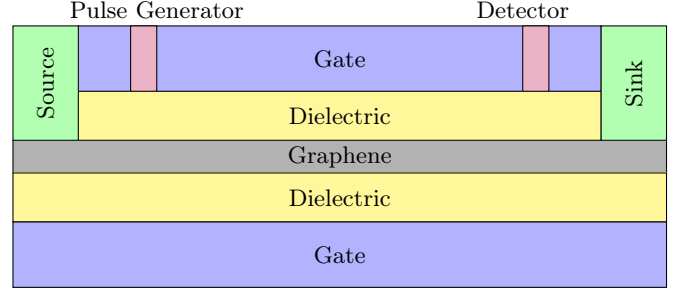 Pulse Generator
Detector
Source
Gate
Sink
Dielectric
Graphene
Dielectric
Gate